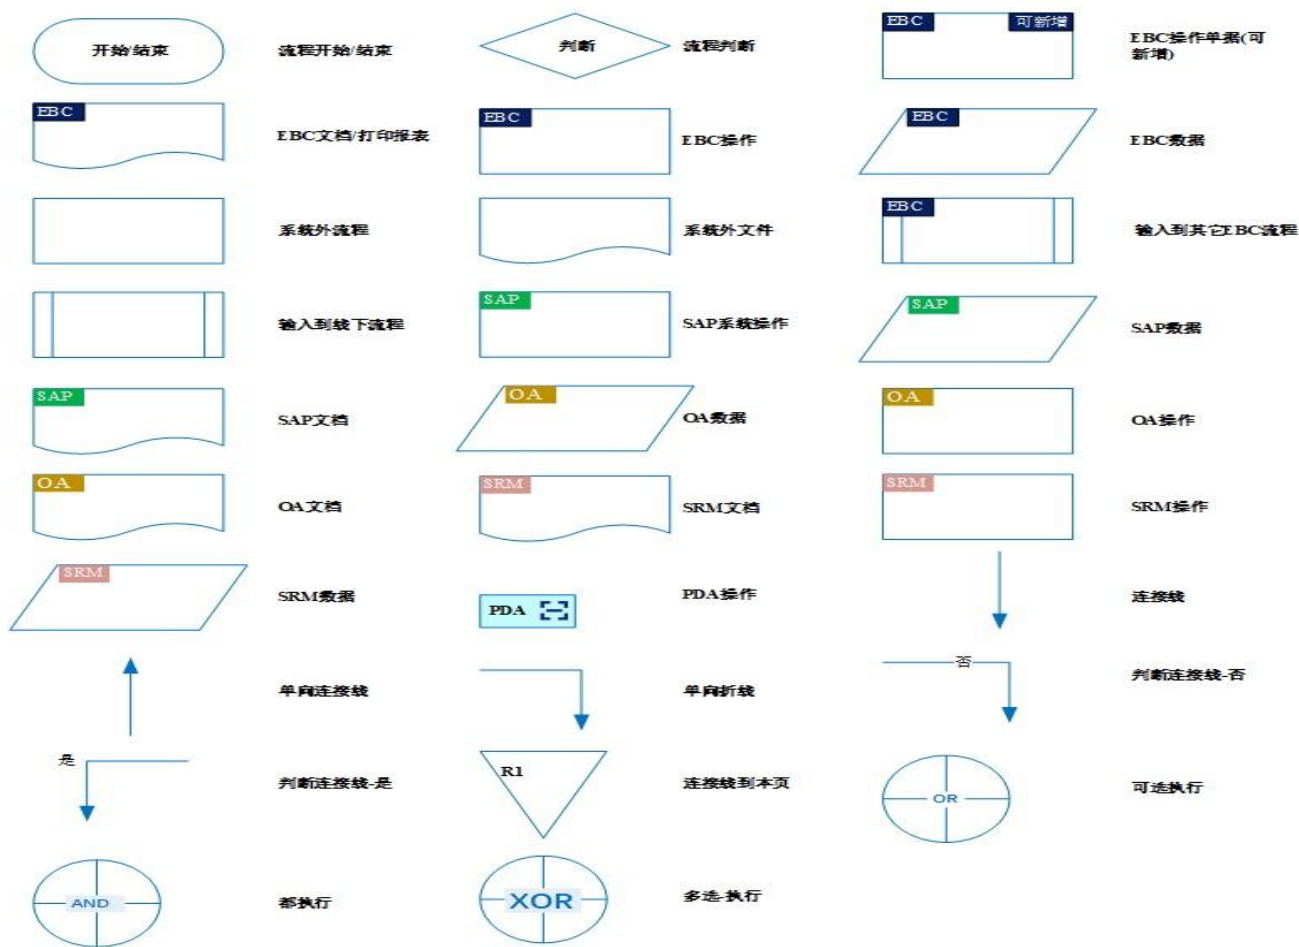 开始/结束
流程开始/结束
判断
流程判断
EBC
可新增
EBC操作单据(可
新增)
EBC
EBC文档/打印报表
EBC
EBC操作
EBC
EBC数据
系统外流程
系统外文件
EBC
输入到其它EBC流程
输入到线下流程
SAP
SAP系统操作
SAP
SAP数据
SAP
SAP文档
OA
OA数据
OA
OA操作
OA
OA文档
SRM
SRM文档
SRM
SRM操作
SRM
SRM数据
PDA
PDA操作
连接线
单向连接线
单向折线
否
判断连接线-否
是
判断连接线-是
R1
连接线到本页
OR
可选执行
AND
都执行
XOR
多选-执行